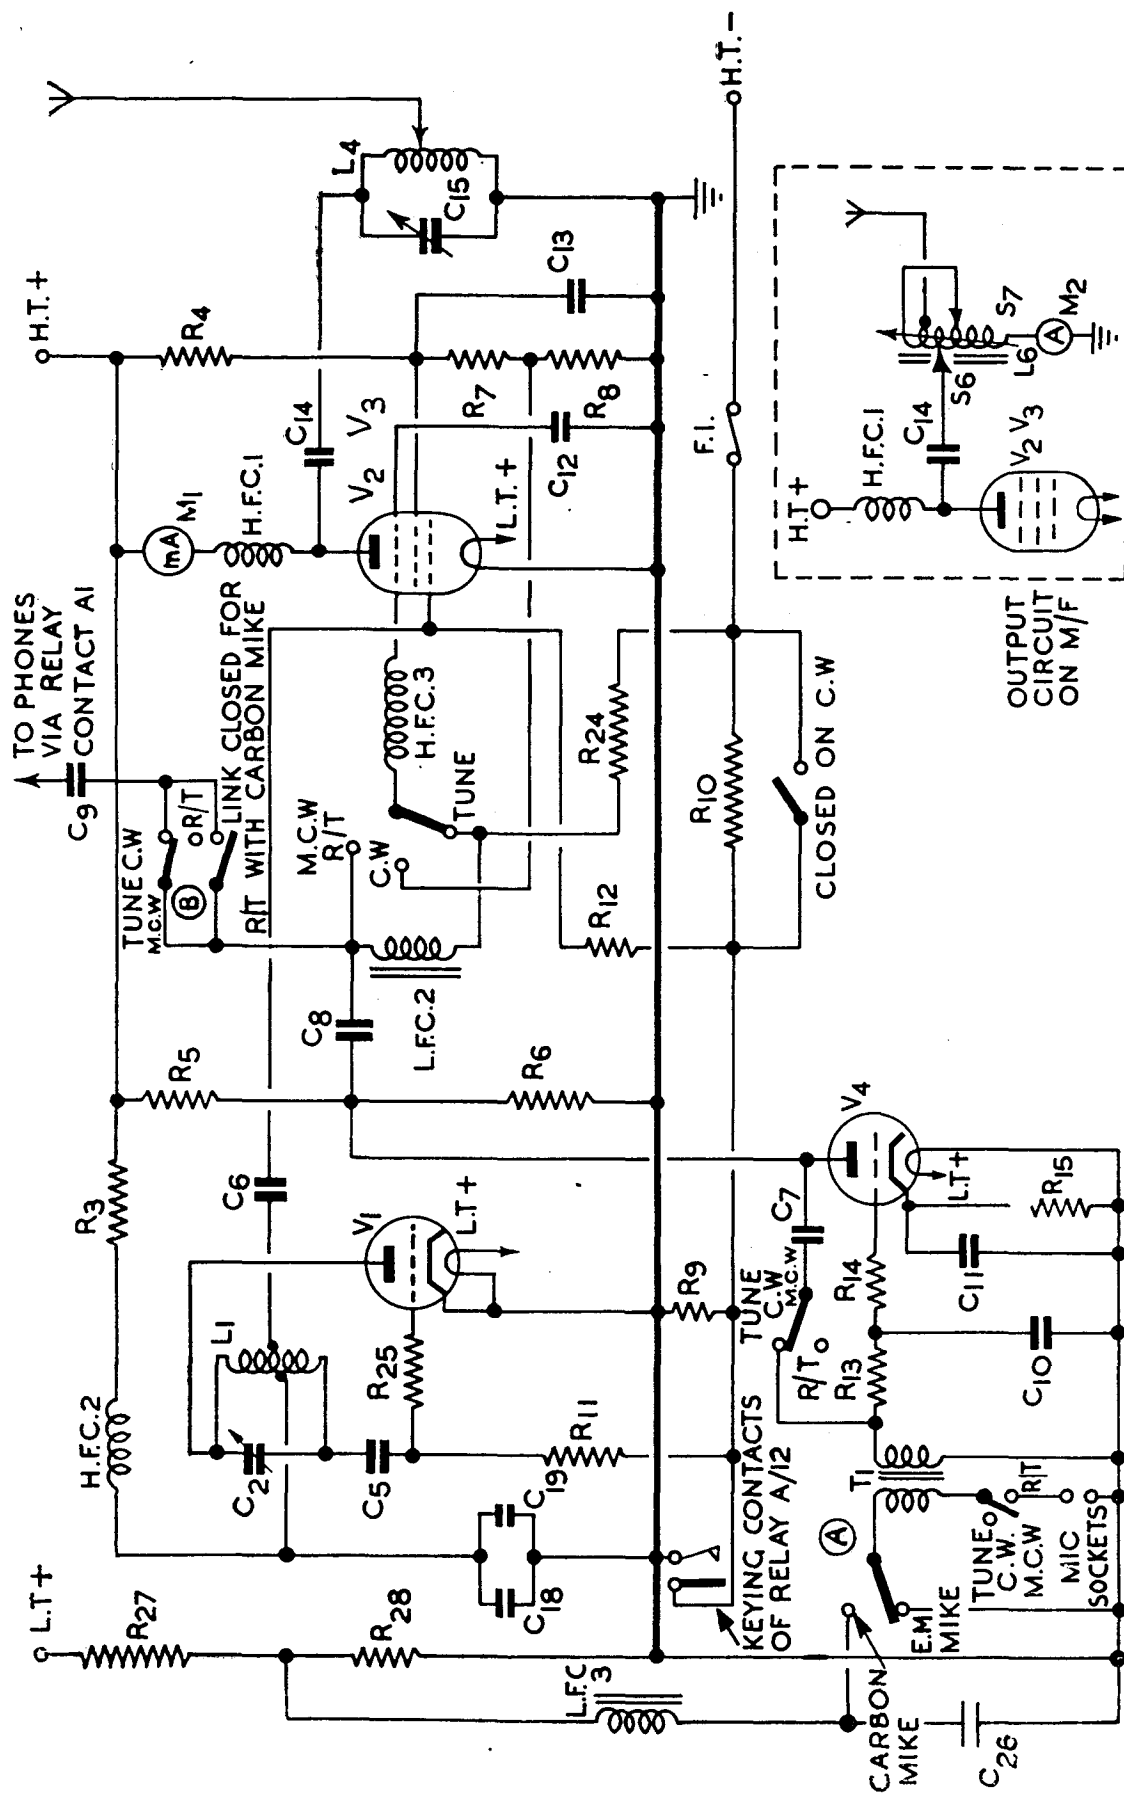 L.T+
R27
R28
L.F.C
3
CARBON
MIKE
C26
H.F.C.2
R3
C2
L1
C5
R25
V1
L.T+
C6
R11
C19
C18
R9
KEYING CONTACTS
OF RELAY A/12
E.M
MIKE
A
TUNE
C.W.
M.C.W
R/T
MIC
SOCKETS
T1
R13
R14
R/T
TUNE
C.W
M.C.W
C7
V4
L.T+
C10
C11
R15
R5
R6
C8
L.F.C.2
TO PHONES
VIA RELAY
CONTACT A1
C9
TUNE C.W
M.C.W
B
R/T
LINK CLOSED FOR
R/T WITH CARBON MIKE
M.C.W
R/T
C.W
TUNE
H.F.C.3
R12
R24
R10
CLOSED ON C.W
M1
mA
H.F.C.1
V2 V3
L.T.+
C14
H.T.+
R4
R7
R8
C12
C13
L4
C15
F.I.
H.T.-
OUTPUT
CIRCUIT
ON M/F
H.T+
H.F.C.1
C14
V2 V3
S6
L6
S7
A
M2